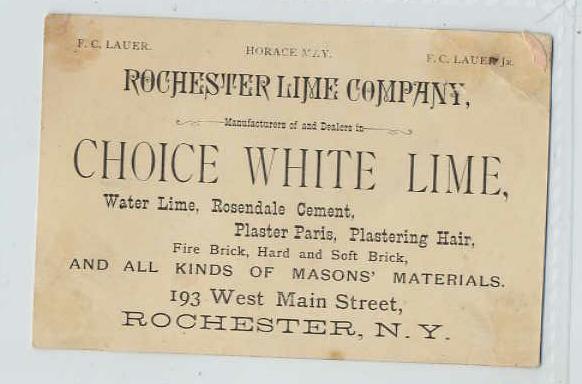 F. C. LAUER.
HORACE MAY.
F. C. LAUER JR.
ROCHESTER LIME COMPANY,
Manufacturers of and Dealers in
CHOICE WHITE LIME,
Water Lime, Rosendale Cement,
Plaster Paris, Plastering Hair,
Fire Brick, Hard and Soft Brick,
AND ALL KINDS OF MASONS' MATERIALS.
193 West Main Street,
ROCHESTER, N. Y.